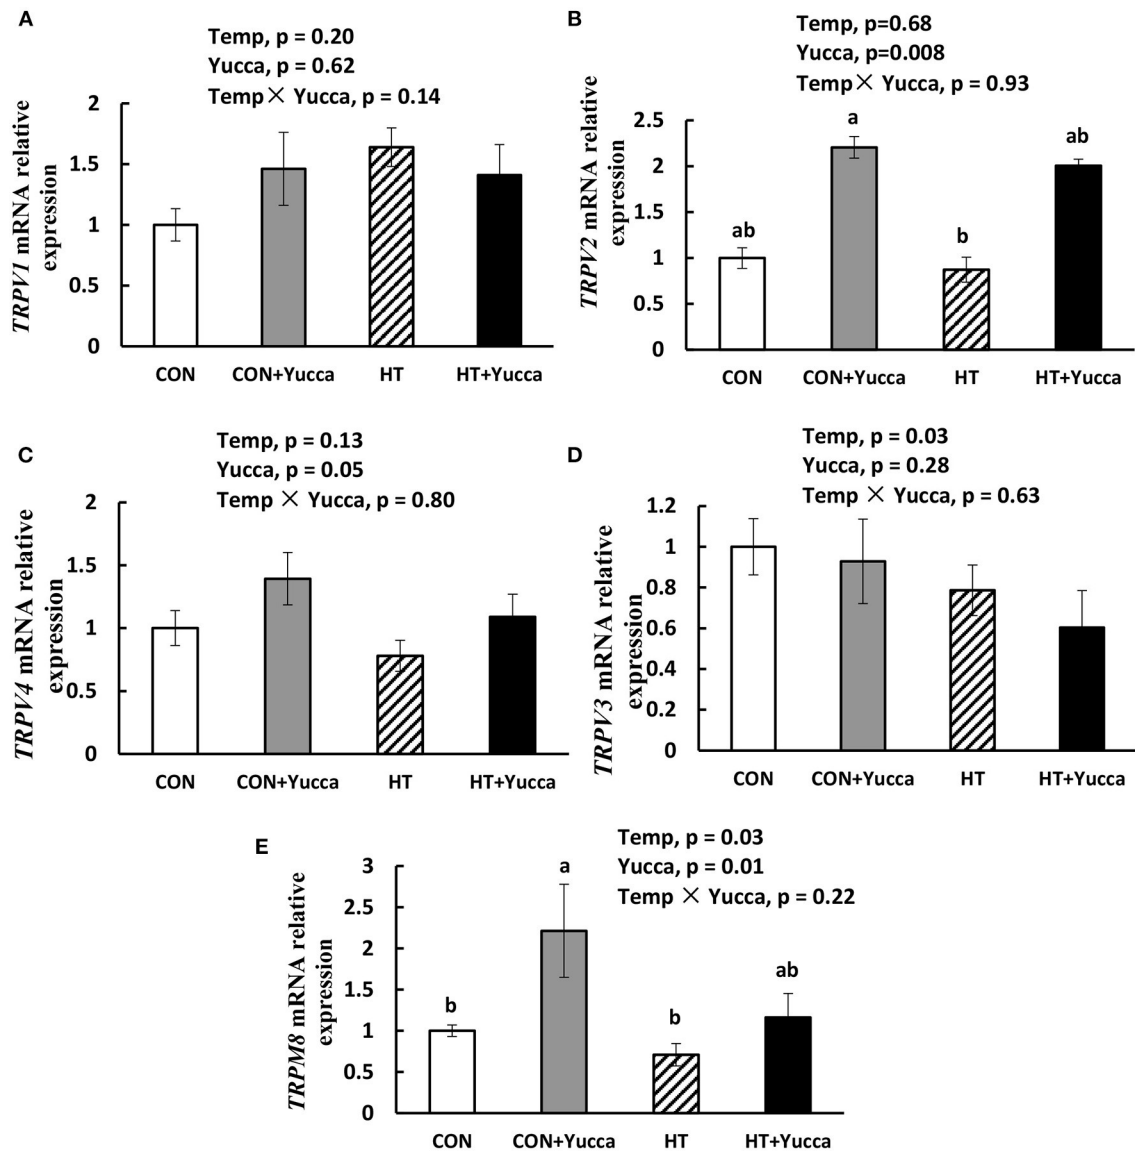 A
Temp, p = 0.20
Yucca, p = 0.62
Temp × Yucca, p = 0.14
TRPV1 mRNA relative
expression
2
1.5
1
0.5
0
CON CON+Yucca HT HT+Yucca
B
Temp, p=0.68
Yucca, p=0.008
Temp × Yucca, p = 0.93
TRPV2 mRNA relative
expression
2.5
2
1.5
1
0.5
0
ab a b ab
CON CON+Yucca HT HT+Yucca
C
Temp, p = 0.13
Yucca, p = 0.05
Temp × Yucca, p = 0.80
TRPV4 mRNA relative
expression
2
1.5
1
0.5
0
CON CON+Yucca HT HT+Yucca
D
Temp, p = 0.03
Yucca, p = 0.28
Temp × Yucca, p = 0.63
TRPV3 mRNA relative
expression
1.2
1
0.8
0.6
0.4
0.2
0
CON CON+Yucca HT HT+Yucca
E
Temp, p = 0.03
Yucca, p = 0.01
Temp × Yucca, p = 0.22
TRPM8 mRNA relative
expression
3
2.5
2
1.5
1
0.5
0
b a b ab
CON CON+Yucca HT HT+Yucca